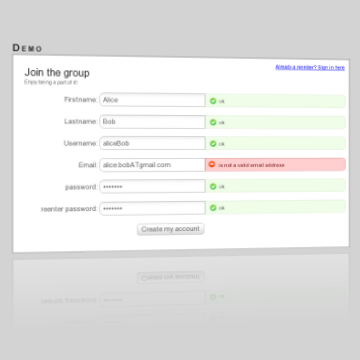 DEMO
Already a member? Sign in here
Join the group
Enjoy being a part of it!
Firstname: Alice ok
Lastname: Bob ok
Username: aliceBob ok
Email: alice.bobATgmail.com is not a valid email address
password: ••••••• ok
reenter password: ••••••• ok
Create my account